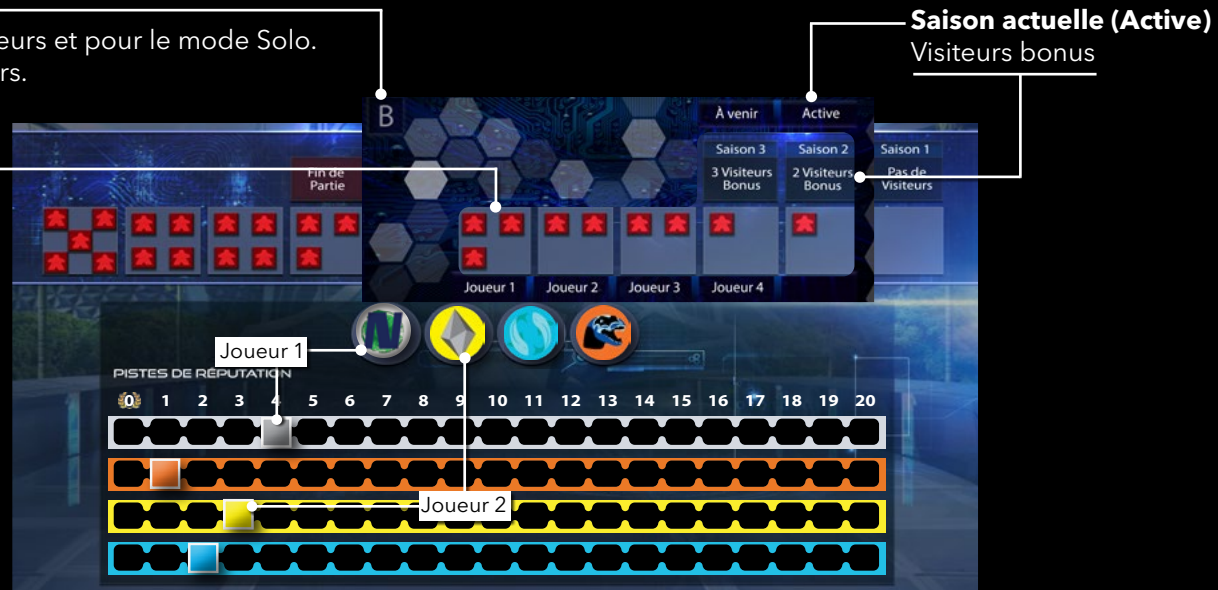 Saison actuelle (Active)
eurs et pour le mode Solo.
Visiteurs bonus
rs.
B
À venir
Active
Saison 3
Saison 2
Saison 1
3 Visiteurs
Bonus
2 Visiteurs
Bonus
Pas de
Visiteurs
Fin de
Partie
Joueur 1
Joueur 2
Joueur 3
Joueur 4
N
Joueur 1
PISTES DE RÉPUTATION
0 1 2 3 4 5 6 7 8 9 10 11 12 13 14 15 16 17 18 19 20
Joueur 2